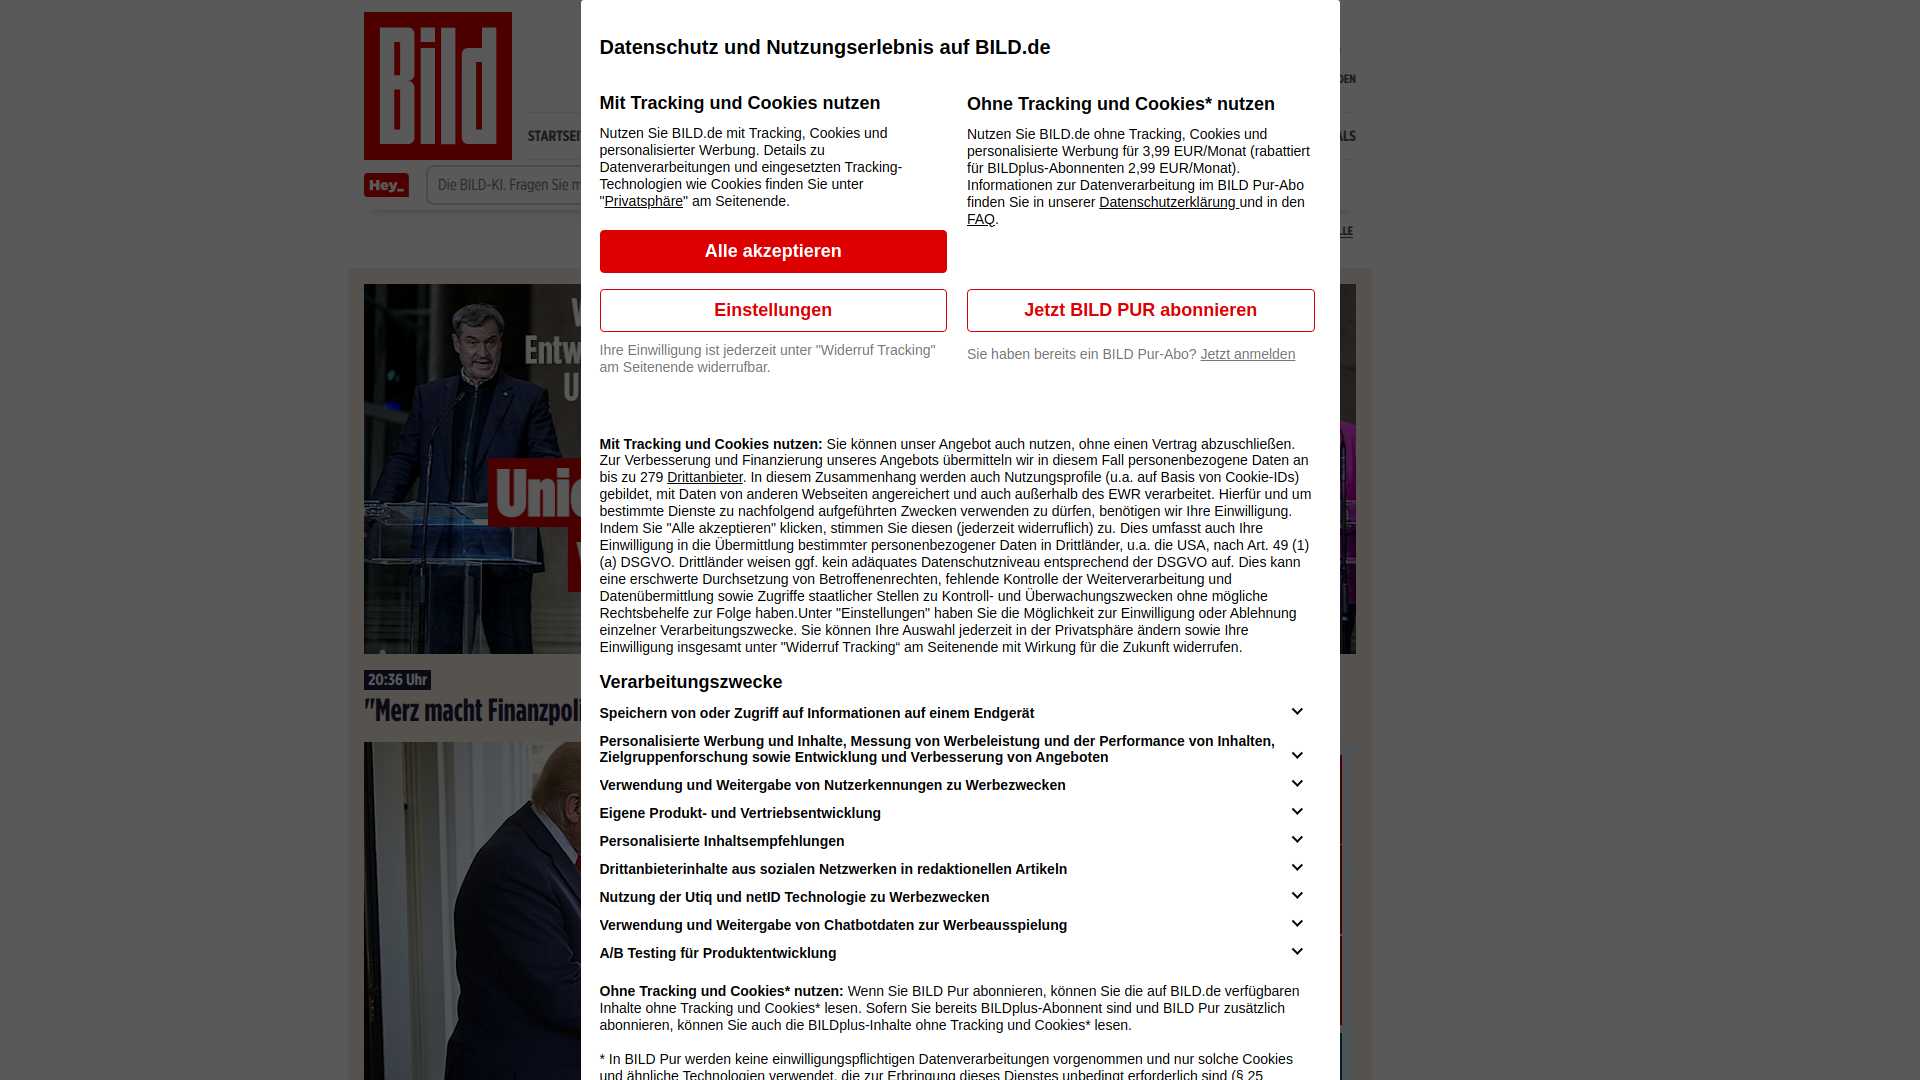 Bild
DEN
STARTSEI
ALS
Hey_
Die BILD-KI. Fragen Sie m
LLE
Entw
U
Unio
20:36 Uhr
"Merz macht Finanzpoli
Datenschutz und Nutzungserlebnis auf BILD.de
Mit Tracking und Cookies nutzen
Nutzen Sie BILD.de mit Tracking, Cookies und
personalisierter Werbung. Details zu
Datenverarbeitungen und eingesetzten Tracking-
Technologien wie Cookies finden Sie unter
"Privatsphäre" am Seitenende.
Alle akzeptieren
Einstellungen
Ihre Einwilligung ist jederzeit unter "Widerruf Tracking"
am Seitenende widerrufbar.
Ohne Tracking und Cookies* nutzen
Nutzen Sie BILD.de ohne Tracking, Cookies und
personalisierte Werbung für 3,99 EUR/Monat (rabattiert
für BILDplus-Abonnenten 2,99 EUR/Monat).
Informationen zur Datenverarbeitung im BILD Pur-Abo
finden Sie in unserer Datenschutzerklärung und in den
FAQ.
Jetzt BILD PUR abonnieren
Sie haben bereits ein BILD Pur-Abo? Jetzt anmelden
Mit Tracking und Cookies nutzen: Sie können unser Angebot auch nutzen, ohne einen Vertrag abzuschließen.
Zur Verbesserung und Finanzierung unseres Angebots übermitteln wir in diesem Fall personenbezogene Daten an
bis zu 279 Drittanbieter. In diesem Zusammenhang werden auch Nutzungsprofile (u.a. auf Basis von Cookie-IDs)
gebildet, mit Daten von anderen Webseiten angereichert und auch außerhalb des EWR verarbeitet. Hierfür und um
bestimmte Dienste zu nachfolgend aufgeführten Zwecken verwenden zu dürfen, benötigen wir Ihre Einwilligung.
Indem Sie "Alle akzeptieren" klicken, stimmen Sie diesen (jederzeit widerruflich) zu. Dies umfasst auch Ihre
Einwilligung in die Übermittlung bestimmter personenbezogener Daten in Drittländer, u.a. die USA, nach Art. 49 (1)
(a) DSGVO. Drittländer weisen ggf. kein adäquates Datenschutzniveau entsprechend der DSGVO auf. Dies kann
eine erschwerte Durchsetzung von Betroffenenrechten, fehlende Kontrolle der Weiterverarbeitung und
Datenübermittlung sowie Zugriffe staatlicher Stellen zu Kontroll- und Überwachungszwecken ohne mögliche
Rechtsbehelfe zur Folge haben.Unter "Einstellungen" haben Sie die Möglichkeit zur Einwilligung oder Ablehnung
einzelner Verarbeitungszwecke. Sie können Ihre Auswahl jederzeit in der Privatsphäre ändern sowie Ihre
Einwilligung insgesamt unter "Widerruf Tracking“ am Seitenende mit Wirkung für die Zukunft widerrufen.
Verarbeitungszwecke
Speichern von oder Zugriff auf Informationen auf einem Endgerät
Personalisierte Werbung und Inhalte, Messung von Werbeleistung und der Performance von Inhalten,
Zielgruppenforschung sowie Entwicklung und Verbesserung von Angeboten
Verwendung und Weitergabe von Nutzerkennungen zu Werbezwecken
Eigene Produkt- und Vertriebsentwicklung
Personalisierte Inhaltsempfehlungen
Drittanbieterinhalte aus sozialen Netzwerken in redaktionellen Artikeln
Nutzung der Utiq und netID Technologie zu Werbezwecken
Verwendung und Weitergabe von Chatbotdaten zur Werbeausspielung
A/B Testing für Produktentwicklung
Ohne Tracking und Cookies* nutzen: Wenn Sie BILD Pur abonnieren, können Sie die auf BILD.de verfügbaren
Inhalte ohne Tracking und Cookies* lesen. Sofern Sie bereits BILDplus-Abonnent sind und BILD Pur zusätzlich
abonnieren, können Sie auch die BILDplus-Inhalte ohne Tracking und Cookies* lesen.
* In BILD Pur werden keine einwilligungspflichtigen Datenverarbeitungen vorgenommen und nur solche Cookies
und ähnliche Technologien verwendet, die zur Erbringung dieses Dienstes unbedingt erforderlich sind (§ 25